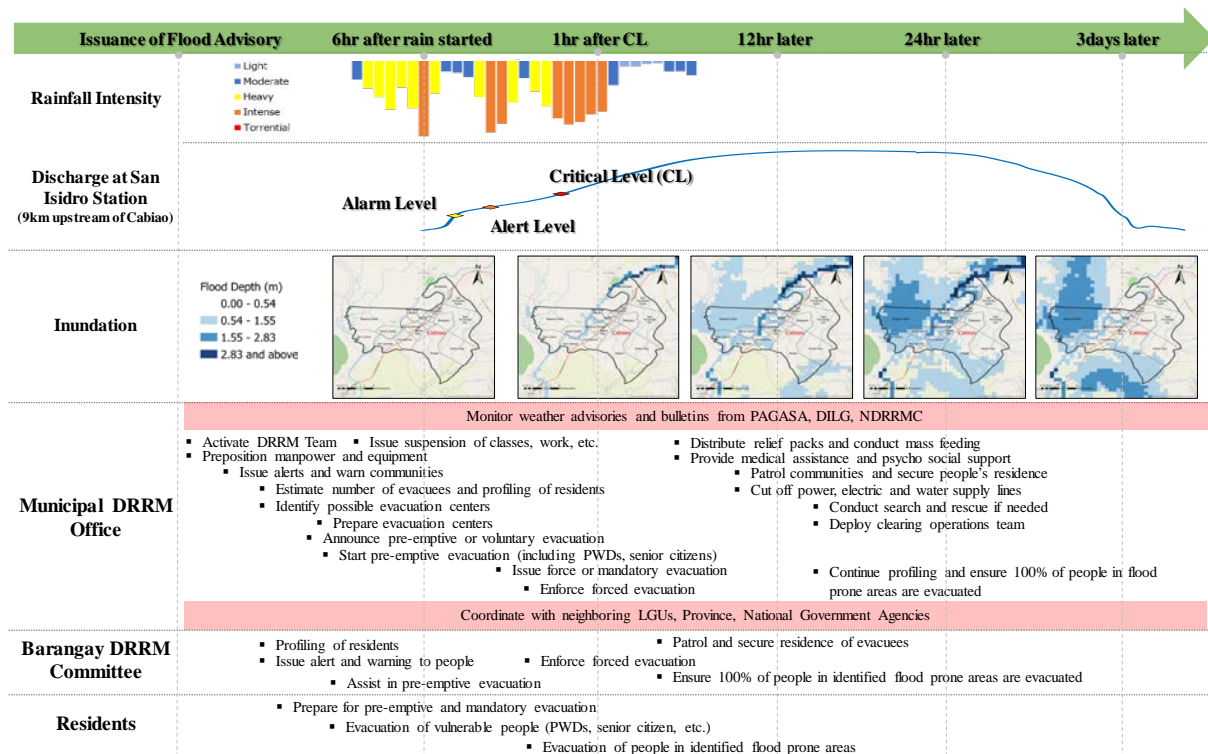 Issuance of Flood Advisory
6hr after rain started
1hr after CL
12hr later
24hr later
3days later
Rainfall Intensity
Light
Moderate
Heavy
Intense
Torrential
Discharge at San
Isidro Station
(9km upstream of Cabiao)
Alarm Level
Alert Level
Critical Level (CL)
Inundation
Flood Depth (m)
0.00 - 0.54
0.54 - 1.55
1.55 - 2.83
2.83 and above
N
Cabiao
N
Cabiao
N
Cabiao
N
Cabiao
N
Cabiao
Monitor weather advisories and bulletins from PAGASA, DILG, NDRRMC
Municipal DRRM
Office
▪ Activate DRRM Team
▪ Issue suspension of classes, work, etc.
▪ Preposition manpower and equipment
▪ Issue alerts and warn communities
▪ Estimate number of evacuees and profiling of residents
▪ Identify possible evacuation centers
▪ Prepare evacuation centers
▪ Announce pre-emptive or voluntary evacuation
▪ Start pre-emptive evacuation (including PWDs, senior citizens)
▪ Issue force or mandatory evacuation
▪ Enforce forced evacuation
▪ Distribute relief packs and conduct mass feeding
▪ Provide medical assistance and psycho social support
▪ Patrol communities and secure people's residence
▪ Cut off power, electric and water supply lines
▪ Conduct search and rescue if needed
▪ Deploy clearing operations team
▪ Continue profiling and ensure 100% of people in flood
prone areas are evacuated
Coordinate with neighboring LGUs, Province, National Government Agencies
Barangay DRRM
Committee
▪ Profiling of residents
▪ Issue alert and warning to people
▪ Assist in pre-emptive evacuation
▪ Enforce forced evacuation
▪ Patrol and secure residence of evacuees
▪ Ensure 100% of people in identified flood prone areas are evacuated
Residents
▪ Prepare for pre-emptive and mandatory evacuation
▪ Evacuation of vulnerable people (PWDs, senior citizen, etc.)
▪ Evacuation of people in identified flood prone areas